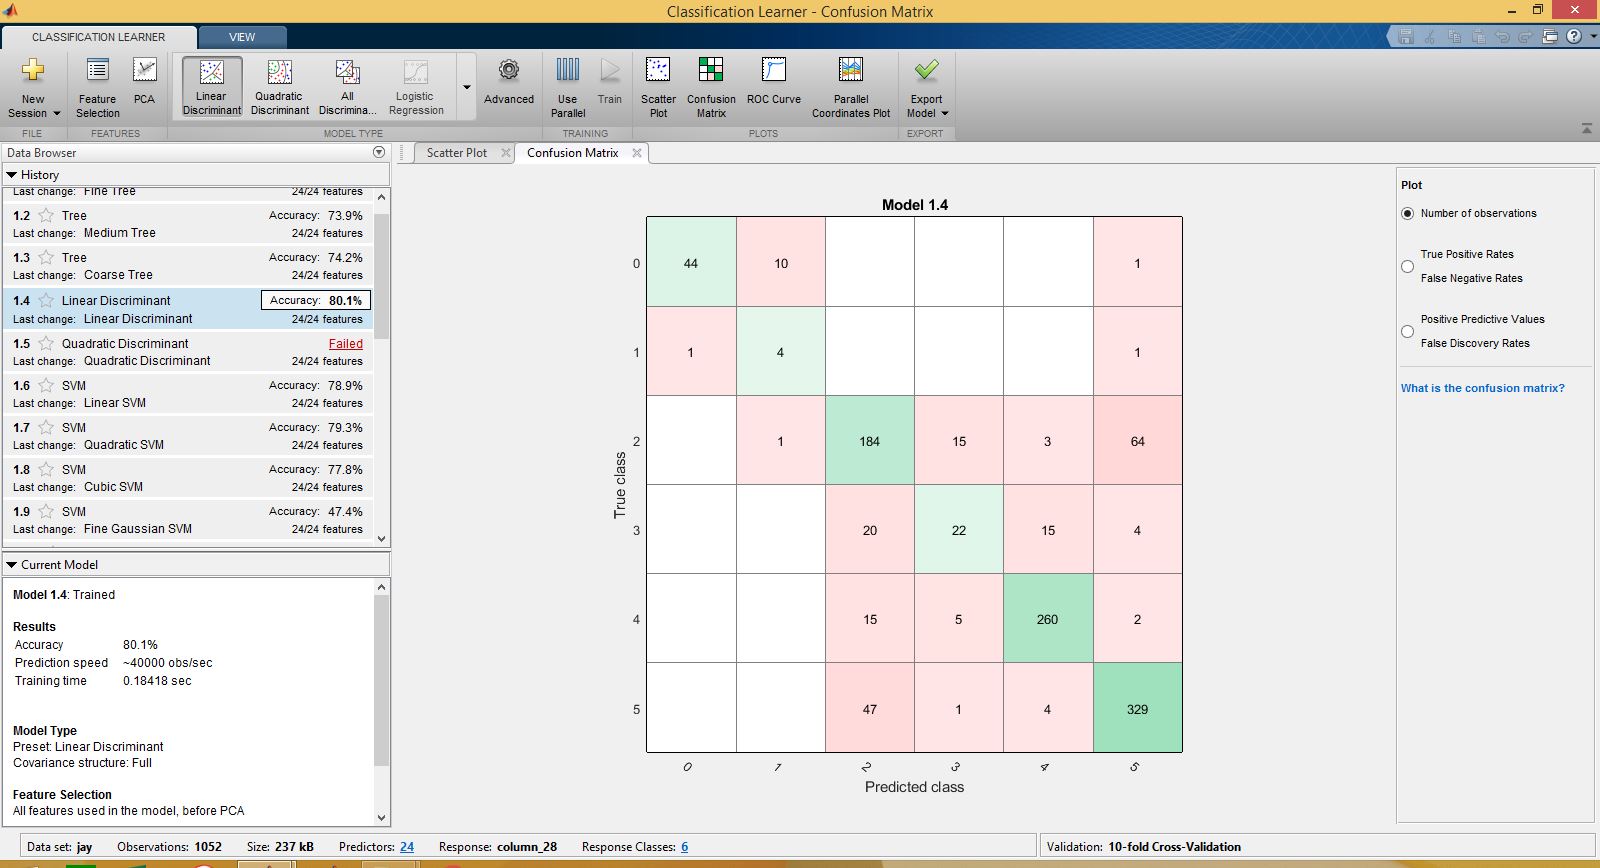 Classification Learner - Confusion Matrix
CLASSIFICATION LEARNER
VIEW
New Session
Feature Selection
PCA
Linear Discriminant
Quadratic Discriminant
All Discrimina...
Logistic Regression
Advanced
Use Parallel
Train
Scatter Plot
Confusion Matrix
ROC Curve
Parallel Coordinates Plot
Export Model
FILE
FEATURES
MODEL TYPE
TRAINING
PLOTS
EXPORT
Data Browser
History
Last change: Fine Tree 24/24 features
1.2 Tree Accuracy: 73.9%
Last change: Medium Tree 24/24 features
1.3 Tree Accuracy: 74.2%
Last change: Coarse Tree 24/24 features
1.4 Linear Discriminant Accuracy: 80.1%
Last change: Linear Discriminant 24/24 features
1.5 Quadratic Discriminant Failed
Last change: Quadratic Discriminant 24/24 features
1.6 SVM Accuracy: 78.9%
Last change: Linear SVM 24/24 features
1.7 SVM Accuracy: 79.3%
Last change: Quadratic SVM 24/24 features
1.8 SVM Accuracy: 77.8%
Last change: Cubic SVM 24/24 features
1.9 SVM Accuracy: 47.4%
Last change: Fine Gaussian SVM 24/24 features
Current Model
Model 1.4: Trained
Results
Accuracy 80.1%
Prediction speed ~40000 obs/sec
Training time 0.18418 sec
Model Type
Preset: Linear Discriminant
Covariance structure: Full
Feature Selection
All features used in the model, before PCA
Scatter Plot
Confusion Matrix
Model 1.4
True class
0 44 10 1
1 1 4 1
2 1 184 15 3 64
3 20 22 15 4
4 15 5 260 2
5 47 1 4 329
0 1 2 3 4 5
Predicted class
Plot
Number of observations
True Positive Rates
False Negative Rates
Positive Predictive Values
False Discovery Rates
What is the confusion matrix?
Data set: jay Observations: 1052 Size: 237 kB Predictors: 24 Response: column_28 Response Classes: 6
Validation: 10-fold Cross-Validation